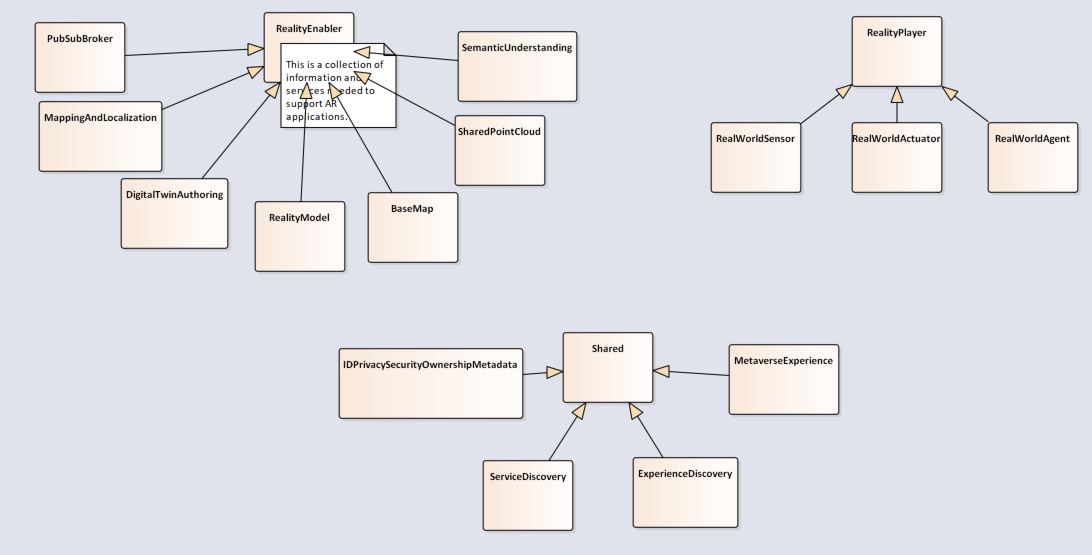 RealityEnabler
PubSubBroker
SemanticUnderstanding
This is a collection of
information and
services needed to
support AR
applications.
MappingAndLocalization
SharedPointCloud
DigitalTwinAuthoring
RealityModel
BaseMap
RealityPlayer
RealWorldSensor
RealWorldActuator
RealWorldAgent
Shared
IDPrivacySecurityOwnershipMetadata
MetaverseExperience
ServiceDiscovery
ExperienceDiscovery